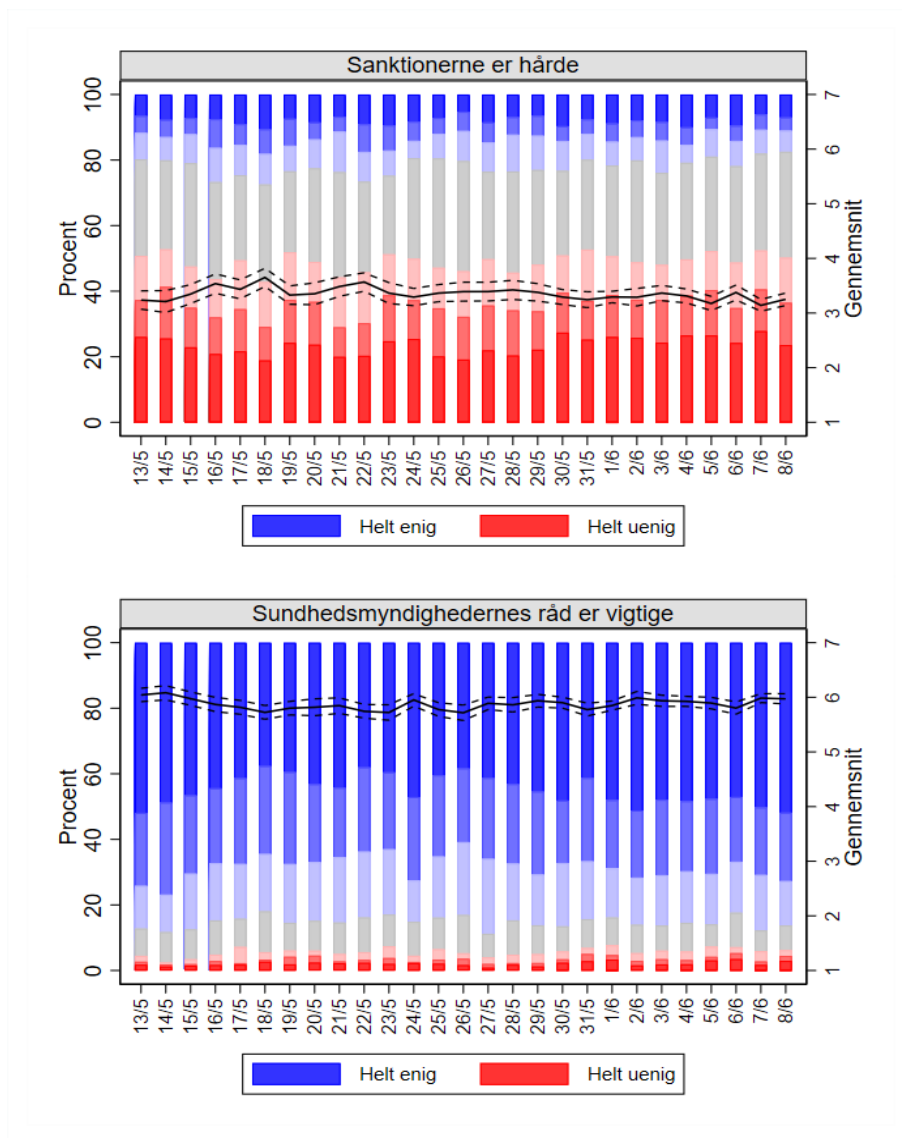 Sanktionerne er hårde
Procent
0 20 40 60 80 100
Gennemsnit
1 2 3 4 5 6 7
13/5 14/5 15/5 16/5 17/5 18/5 19/5 20/5 21/5 22/5 23/5 24/5 25/5 26/5 27/5 28/5 29/5 30/5 31/5 1/6 2/6 3/6 4/6 5/6 6/6 7/6 8/6
Helt enig Helt uenig
Sundhedsmyndighedernes råd er vigtige
Procent
0 20 40 60 80 100
Gennemsnit
1 2 3 4 5 6 7
13/5 14/5 15/5 16/5 17/5 18/5 19/5 20/5 21/5 22/5 23/5 24/5 25/5 26/5 27/5 28/5 29/5 30/5 31/5 1/6 2/6 3/6 4/6 5/6 6/6 7/6 8/6
Helt enig Helt uenig